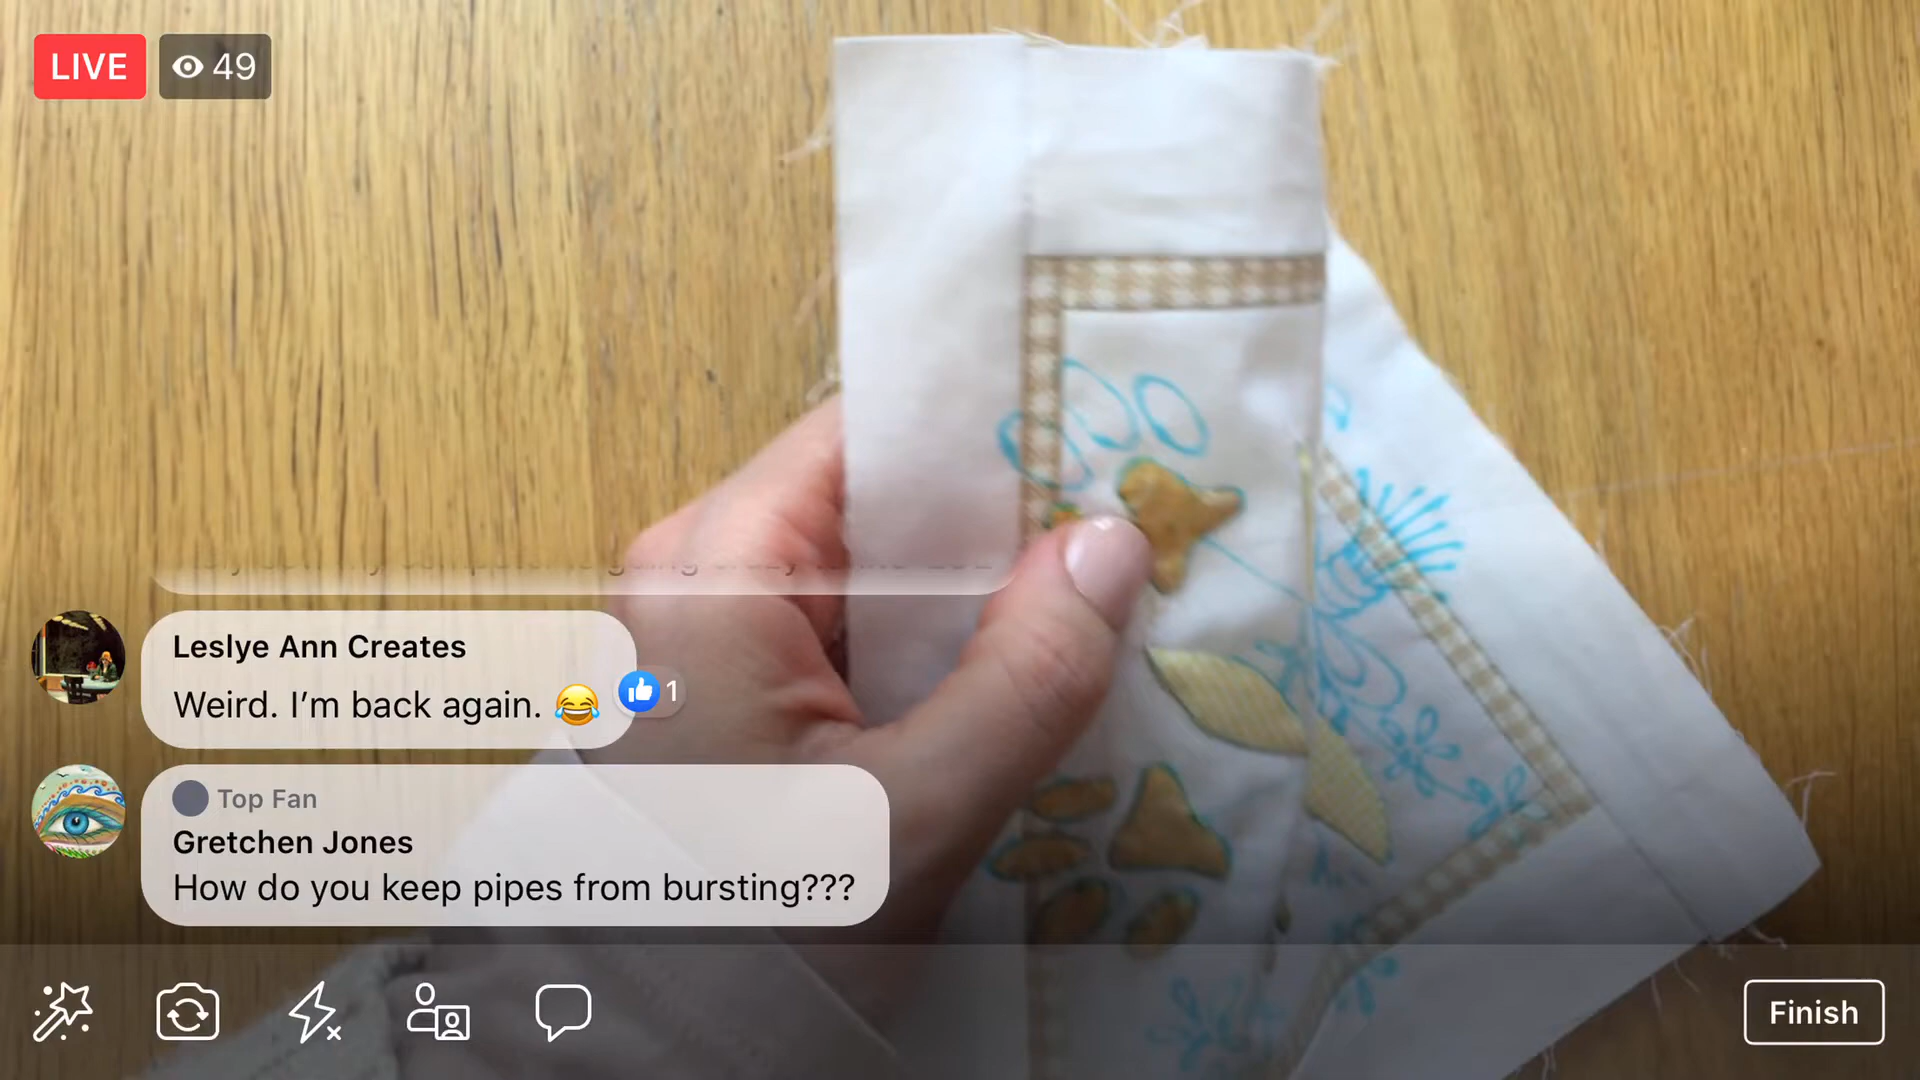 LIVE
49
Leslye Ann Creates
Weird. I'm back again. 😂
1
Top Fan
Gretchen Jones
How do you keep pipes from bursting???
Finish